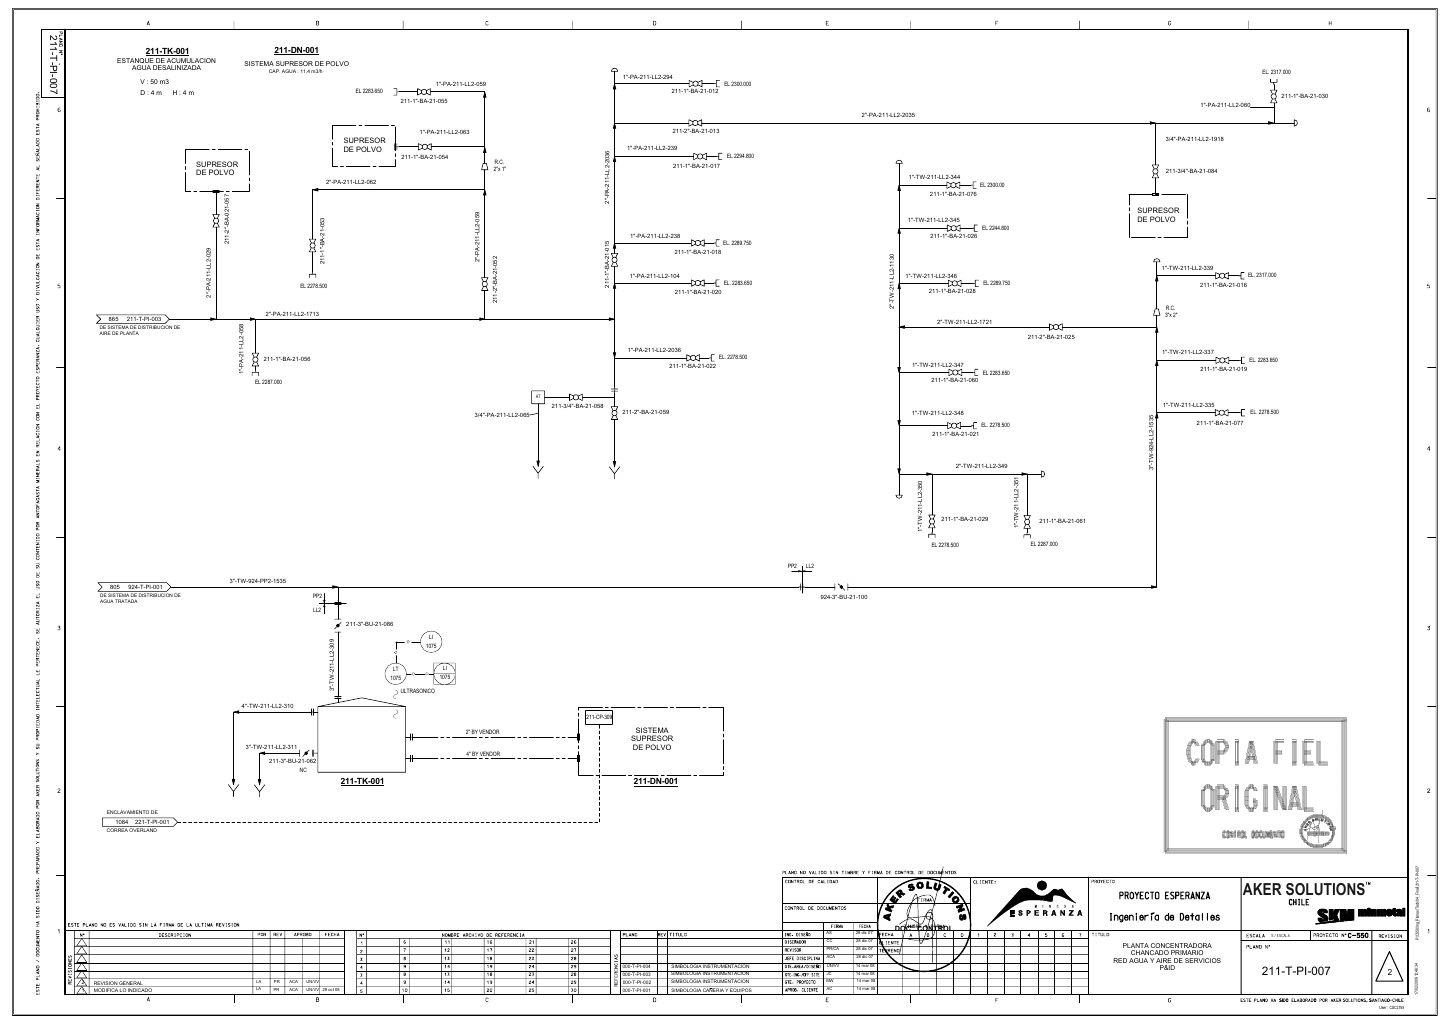 PLANO N°
211-T-PI-007
211-TK-001
ESTANQUE DE ACUMULACION
AGUA DESALINIZADA
V : 50 m3
D : 4 m H : 4 m
211-DN-001
SISTEMA SUPRESOR DE POLVO
CAP. AGUA : 11,4 m3/h
EL 2283.650
1"-PA-211-LL2-059
211-1"-BA-21-055
SUPRESOR
DE POLVO
1"-PA-211-LL2-063
211-1"-BA-21-054
R.C.
2"x 1"
SUPRESOR
DE POLVO
2"-PA-211-LL2-062
211-2"-BA-021-057
2"-PA-211-LL2-029
211-1"-BA-21-053
EL 2278.500
2"-PA-211-LL2-059
211-2"-BA-21-052
865 211-T-PI-003
DE SISTEMA DE DISTRIBUCION DE
AIRE DE PLANTA
2"-PA-211-LL2-1713
1"-PA-211-LL2-058
211-1"-BA-21-056
EL 2287.000
1"-PA-211-LL2-294
211-1"-BA-21-012
EL 2300.000
211-2"-BA-21-013
2"-PA-211-LL2-2035
1"-PA-211-LL2-239
211-1"-BA-21-017
EL 2294.800
2"-PA-211-LL2-2036
1"-PA-211-LL2-238
211-1"-BA-21-018
EL 2289.750
211-1"-BA-21-015
1"-PA-211-LL2-104
211-1"-BA-21-020
EL 2283.650
1"-PA-211-LL2-2036
211-1"-BA-21-022
EL 2278.500
AT
211-3/4"-BA-21-058
3/4"-PA-211-LL2-065
211-2"-BA-21-059
EL 2317.000
211-1"-BA-21-030
1"-PA-211-LL2-060
3/4"-PA-211-LL2-1918
211-3/4"-BA-21-084
SUPRESOR
DE POLVO
1"-TW-211-LL2-344
211-1"-BA-21-076
EL 2300.00
1"-TW-211-LL2-345
211-1"-BA-21-026
EL 2244.800
2"-TW-211-LL2-1130
1"-TW-211-LL2-346
211-1"-BA-21-028
EL 2289.750
2"-TW-211-LL2-1721
211-2"-BA-21-025
1"-TW-211-LL2-347
211-1"-BA-21-060
EL 2283.650
1"-TW-211-LL2-348
211-1"-BA-21-021
EL 2278.500
2"-TW-211-LL2-349
1"-TW-211-LL2-350
211-1"-BA-21-029
EL 2278.500
1"-TW-211-LL2-351
211-1"-BA-21-061
EL 2287.000
1"-TW-211-LL2-339
211-1"-BA-21-016
EL 2317.000
R.C.
3"x 2"
1"-TW-211-LL2-337
211-1"-BA-21-019
EL 2283.650
1"-TW-211-LL2-335
211-1"-BA-21-077
EL 2278.500
3"-TW-924-LL2-1535
805 924-T-PI-001
DE SISTEMA DE DISTRIBUCION DE
AGUA TRATADA
3"-TW-924-PP2-1535
PP2 LL2
924-3"-BU-21-100
PP2
LL2
211-3"-BU-21-086
3"-TW-211-LL2-309
LI
1075
LT
1075
LI
1075
ULTRASONICO
4"-TW-211-LL2-310
3"-TW-211-LL2-311
211-3"-BU-21-062
NC
211-TK-001
2" BY VENDOR
4" BY VENDOR
211-CP-309
SISTEMA
SUPRESOR
DE POLVO
211-DN-001
ENCLAVAMIENTO DE
1084 221-T-PI-001
CORREA OVERLAND
COPIA FIEL
ORIGINAL
CONTROL DOCUMENTO
PLANO NO VALIDO SIN TIMBRE Y FIRMA DE CONTROL DE DOCUMENTOS
CONTROL DE CALIDAD
CONTROL DE DOCUMENTOS
AKER SOLUTIONS
CLIENTE:
MINERA
ESPERANZA
PROYECTO
PROYECTO ESPERANZA
Ingeniería de Detalles
AKER SOLUTIONS™
CHILE
SKM minmetal
ESCALA S / ESCALA
PROYECTO N° C-550
REVISION
TITULO
PLANTA CONCENTRADORA
CHANCADO PRIMARIO
RED AGUA Y AIRE DE SERVICIOS
P&ID
PLANO N°
211-T-PI-007
2
ESTE PLANO NO ES VALIDO SIN LA FIRMA DE LA ULTIMA REVISION
N° DESCRIPCION POR REV APROBO FECHA
REVISION GENERAL LA PR ACA UN/VV
MODIFICA LO INDICADO LA PR ACA UN/VV
REVISIONES
N° NOMBRE ARCHIVO DE REFERENCIA
PLANO REV TITULO
000-T-PI-004 SIMBOLOGIA INSTRUMENTACION
000-T-PI-003 SIMBOLOGIA INSTRUMENTACION
000-T-PI-002 SIMBOLOGIA INSTRUMENTACION
000-T-PI-001 SIMBOLOGIA CAÑERIA Y EQUIPOS
FIRMA FECHA
ING. DISEÑO
DISEÑADOR
REVISOR
JEFE DISCIPLINA
GTE. PROYECTO
APROB. CLIENTE
ESTE PLANO HA SIDO ELABORADO POR AKER SOLUTIONS, SANTIAGO-CHILE